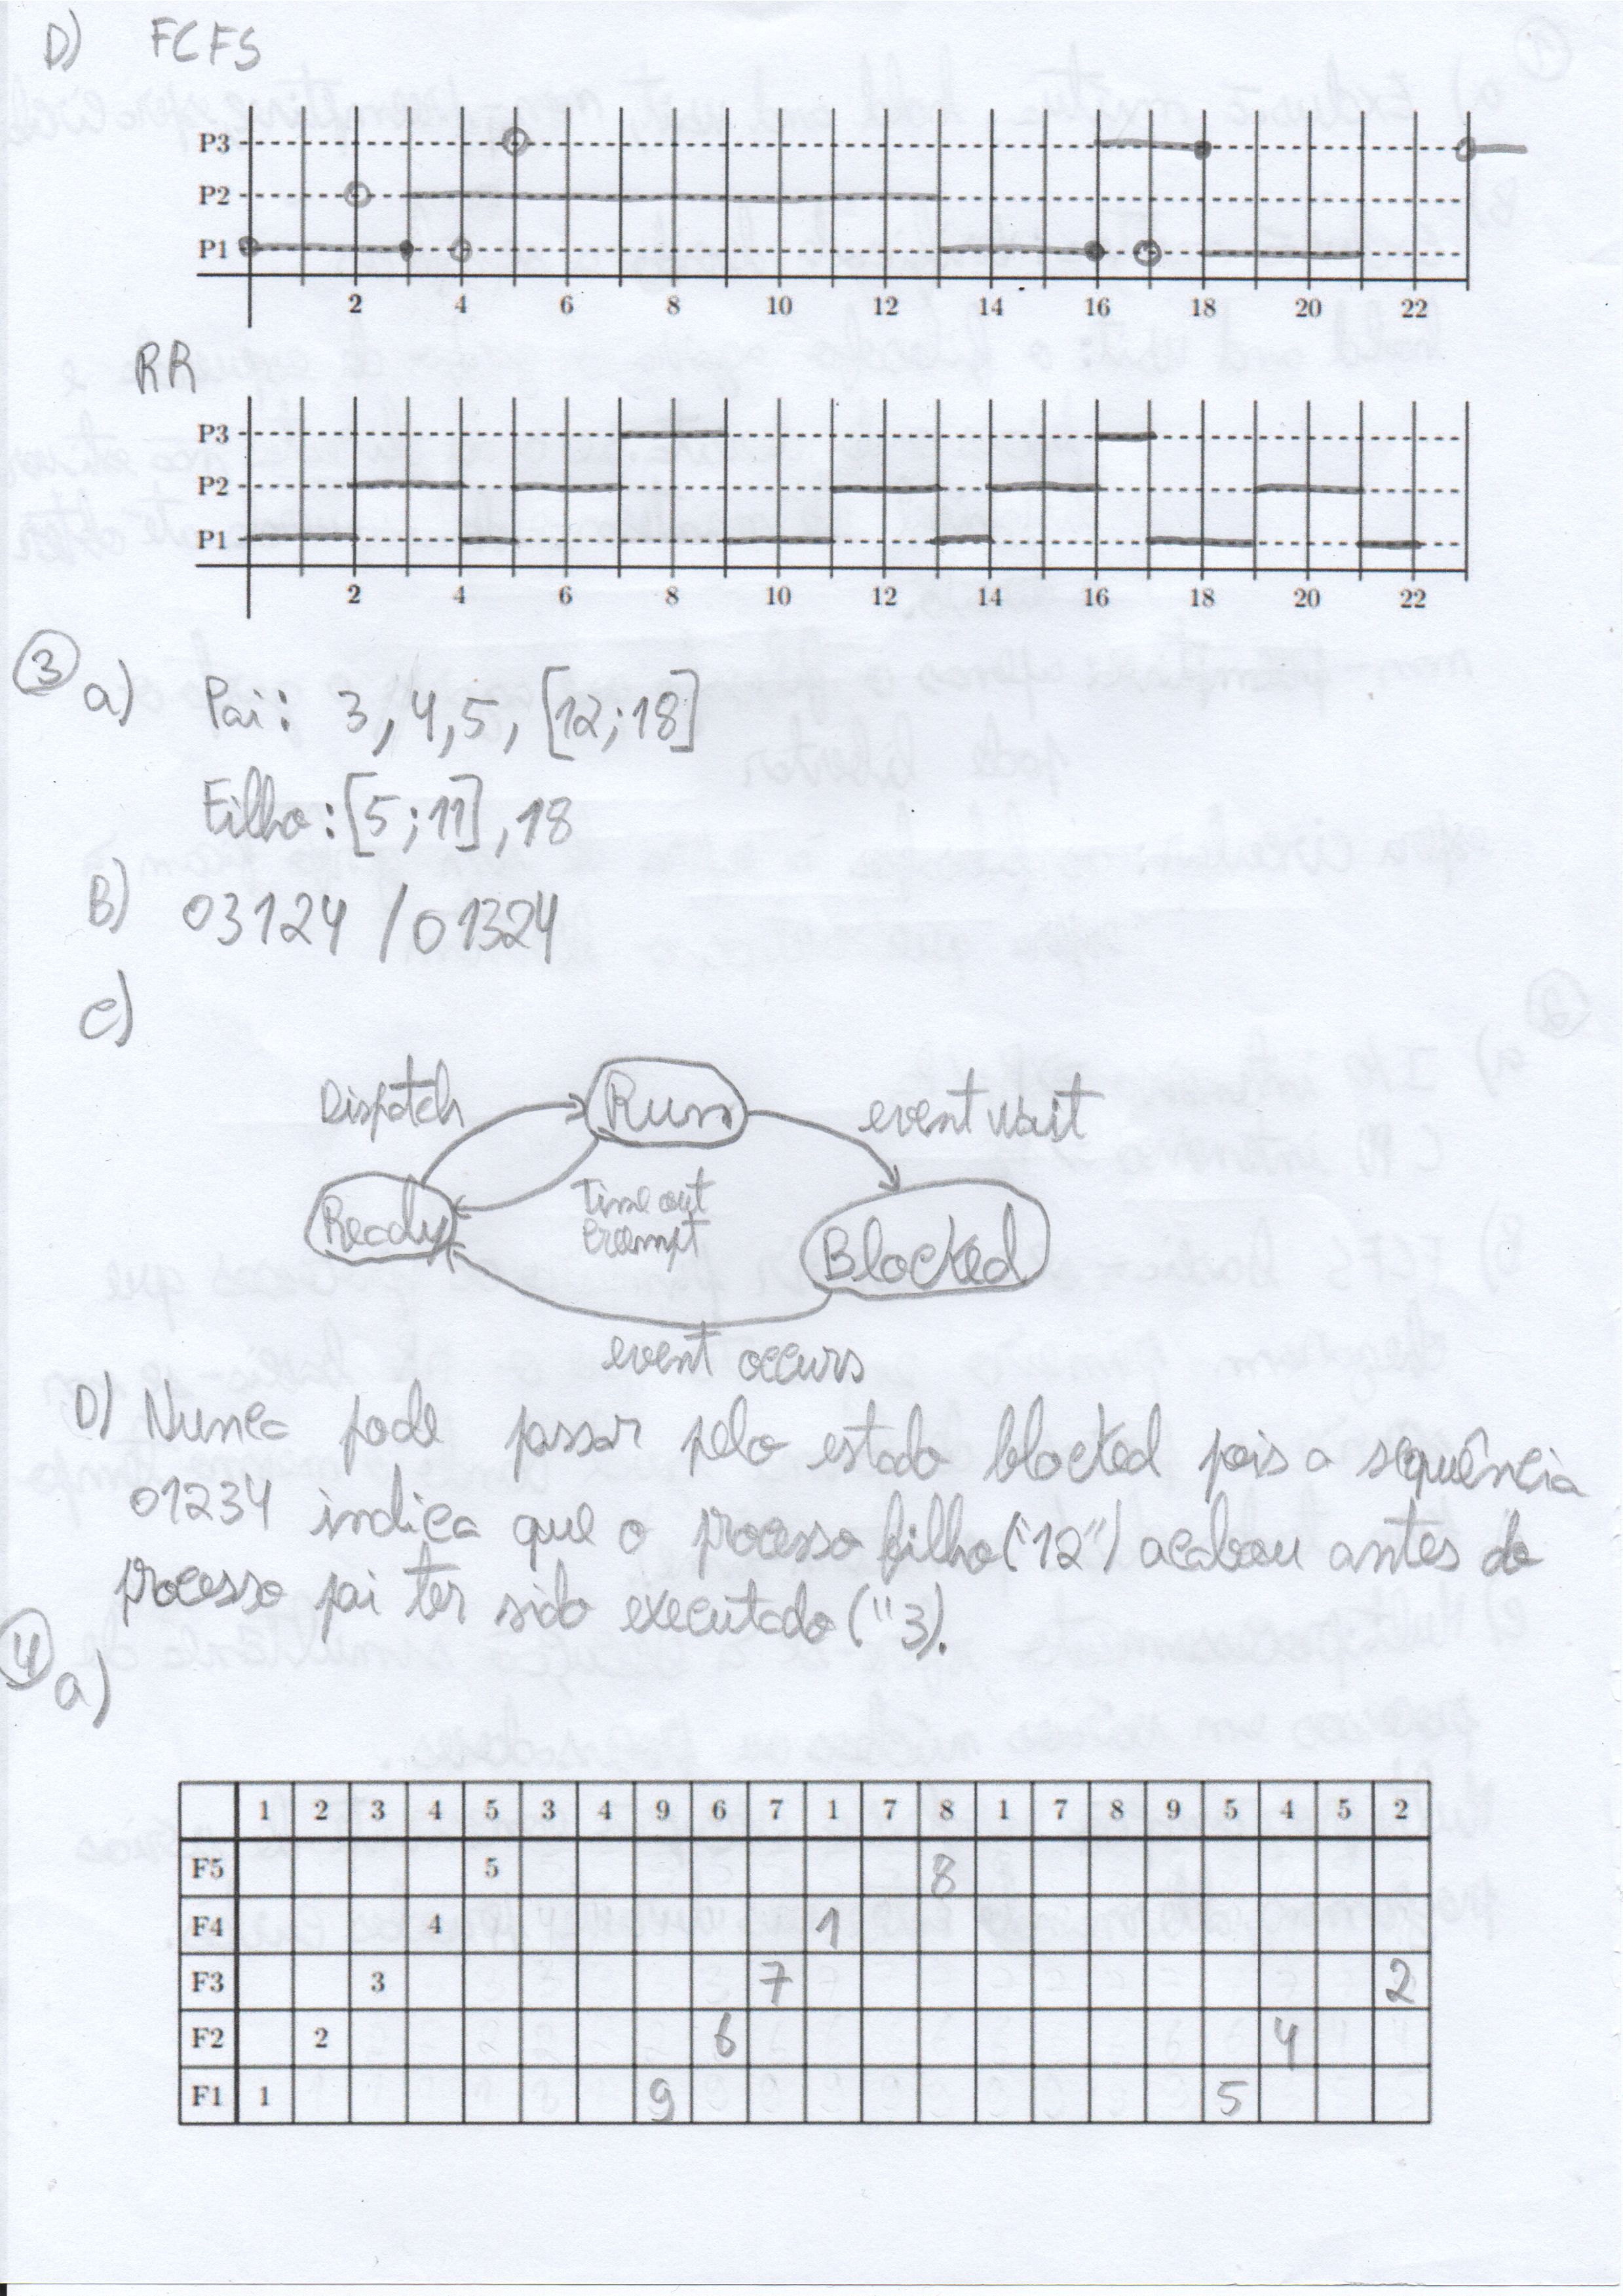 D) FCFS
P3
P2
P1
2 4 6 8 10 12 14 16 18 20 22
RR
P3
P2
P1
2 4 6 8 10 12 14 16 18 20 22
3 a) Pai: 3, 4, 5, [12; 18]
Filho: [5; 11], 18
B) 03124 / 01324
C)
Dispatch Run event wait
Ready Time out Blocked
Preempt
event occurs
D) Nunca pode passar pelo estado blocked pois a sequência
01234 indica que o processo filho ("12") acabou antes do
processo pai ter sido executado ("3).
4 a)
1 2 3 4 5 3 4 9 6 7 1 7 8 1 7 8 9 5 4 5 2
F5 5 8
F4 4 1
F3 3 7 2
F2 2 6 4
F1 1 9 5